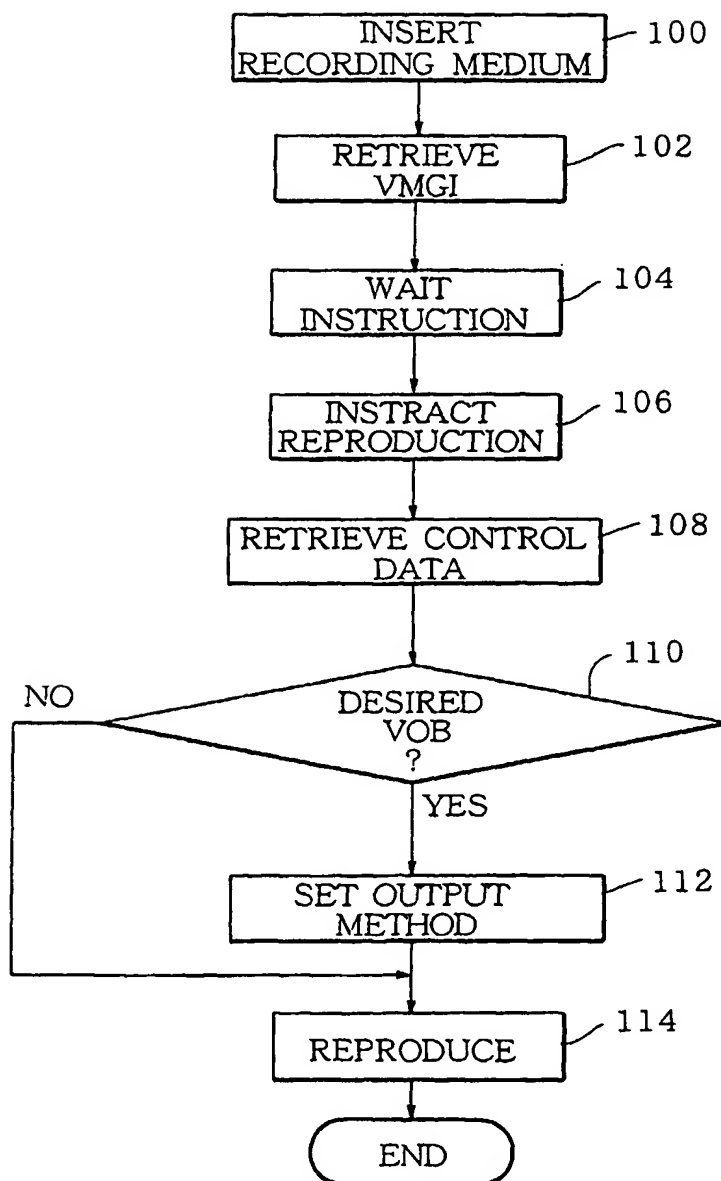 INSERT
RECORDING MEDIUM
100
RETRIEVE
VMGI
102
WAIT
INSTRUCTION
104
INSTRACT
REPRODUCTION
106
RETRIEVE CONTROL
DATA
108
DESIRED
VOB
?
110
NO
YES
SET OUTPUT
METHOD
112
REPRODUCE
114
END